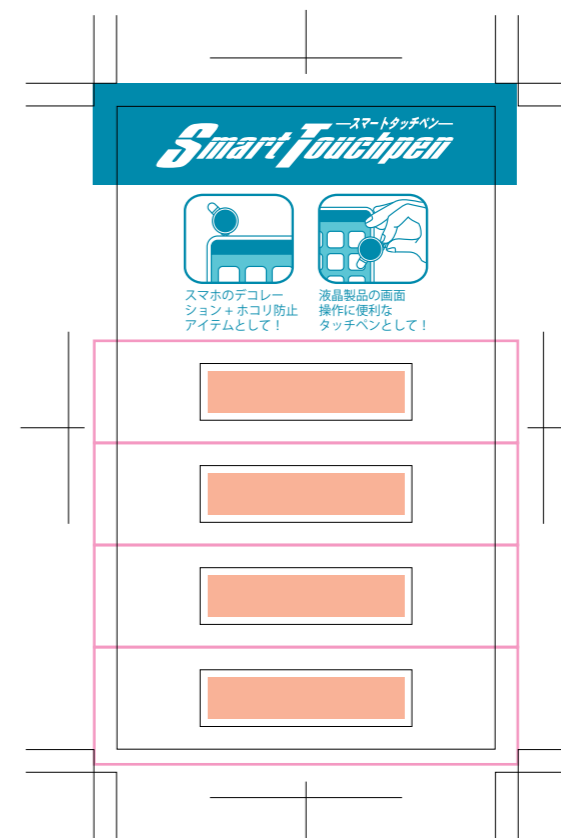 —スマートタッチペン—
Smart Touchpen
スマホのデコレー
ション+ホコリ防止
アイテムとして!
液晶製品の画面
操作に便利な
タッチペンとして!